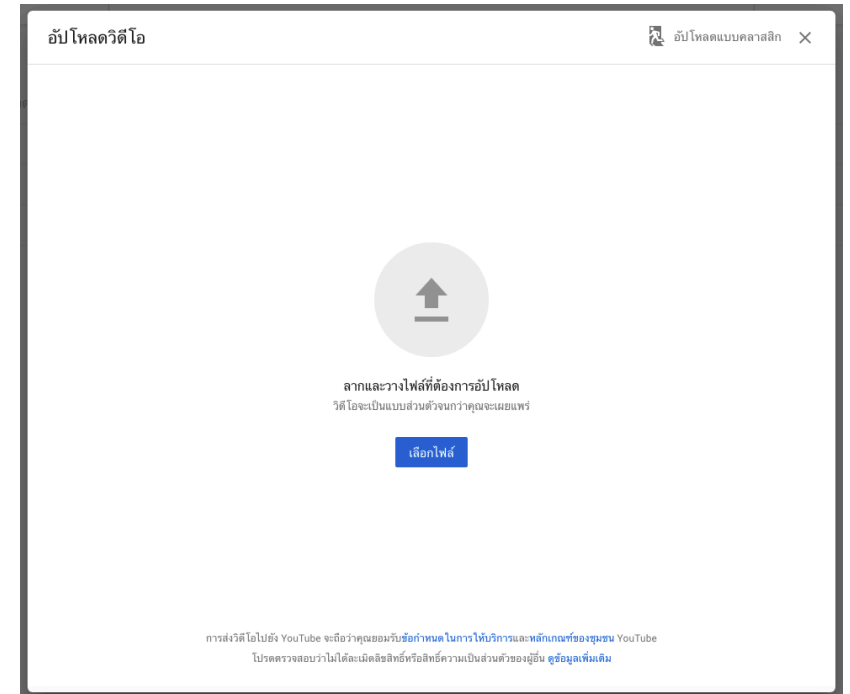 อัปโหลดวิดีโอ
อัปโหลดแบบคลาสสิก
ลากและวางไฟล์ที่ต้องการอัปโหลด
วิดีโอจะเป็นแบบส่วนตัวจนกว่าคุณจะเผยแพร่
เลือกไฟล์
การส่งวิดีโอไปยัง YouTube จะถือว่าคุณยอมรับข้อกำหนดในการให้บริการและหลักเกณฑ์ของชุมชน YouTube
โปรดตรวจสอบว่าไม่ได้ละเมิดลิขสิทธิ์หรือสิทธิ์ความเป็นส่วนตัวของผู้อื่น ดูข้อมูลเพิ่มเติม